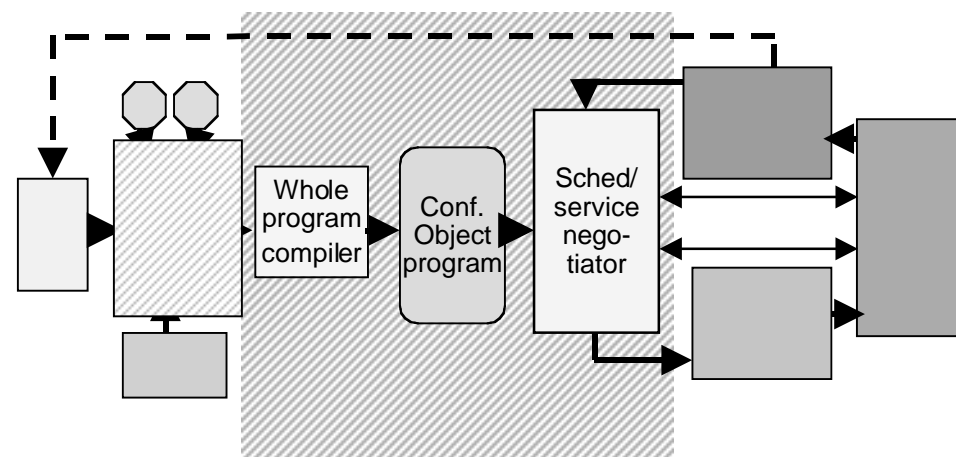 Whole
program
compiler
Conf.
Object
program
Sched/
service
nego-
tiator